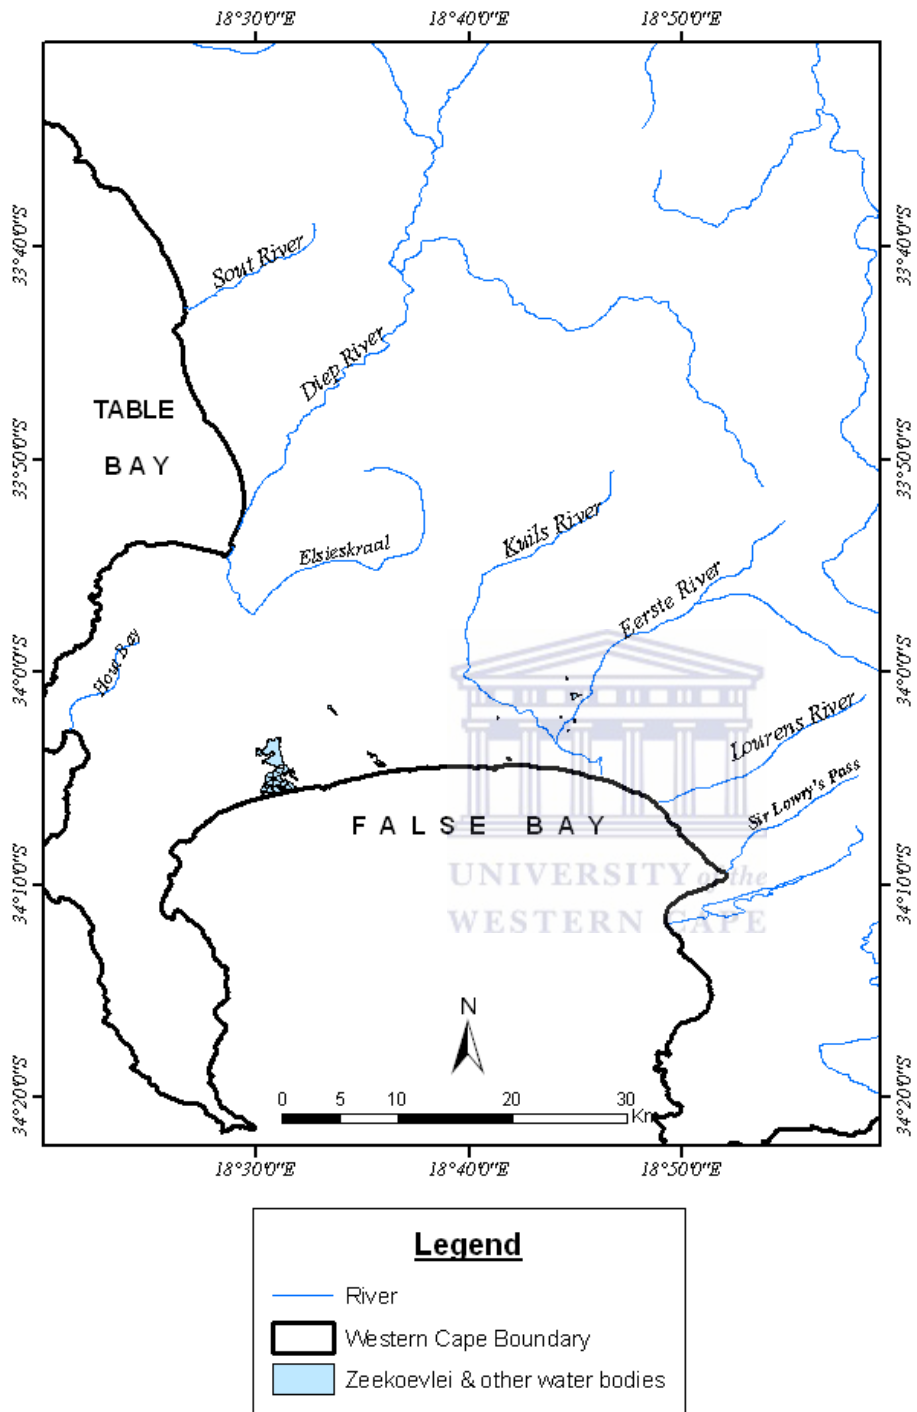 18°30'0"E 18°40'0"E 18°50'0"E
33°40'0"S 33°40'0"S
Sout River
Diep River
TABLE
BAY
33°50'0"S 33°50'0"S
Elsieskraal
Kuils River
Eerste River
34°0'0"S 34°0'0"S
Hout Bay
Lourens River
Sir Lowry's Pass
FALSE BAY
UNIVERSITY of the
WESTERN CAPE
34°10'0"S 34°10'0"S
N
0 5 10 20 30
Km
34°20'0"S 34°20'0"S
18°30'0"E 18°40'0"E 18°50'0"E
Legend
River
Western Cape Boundary
Zeekoevlei & other water bodies